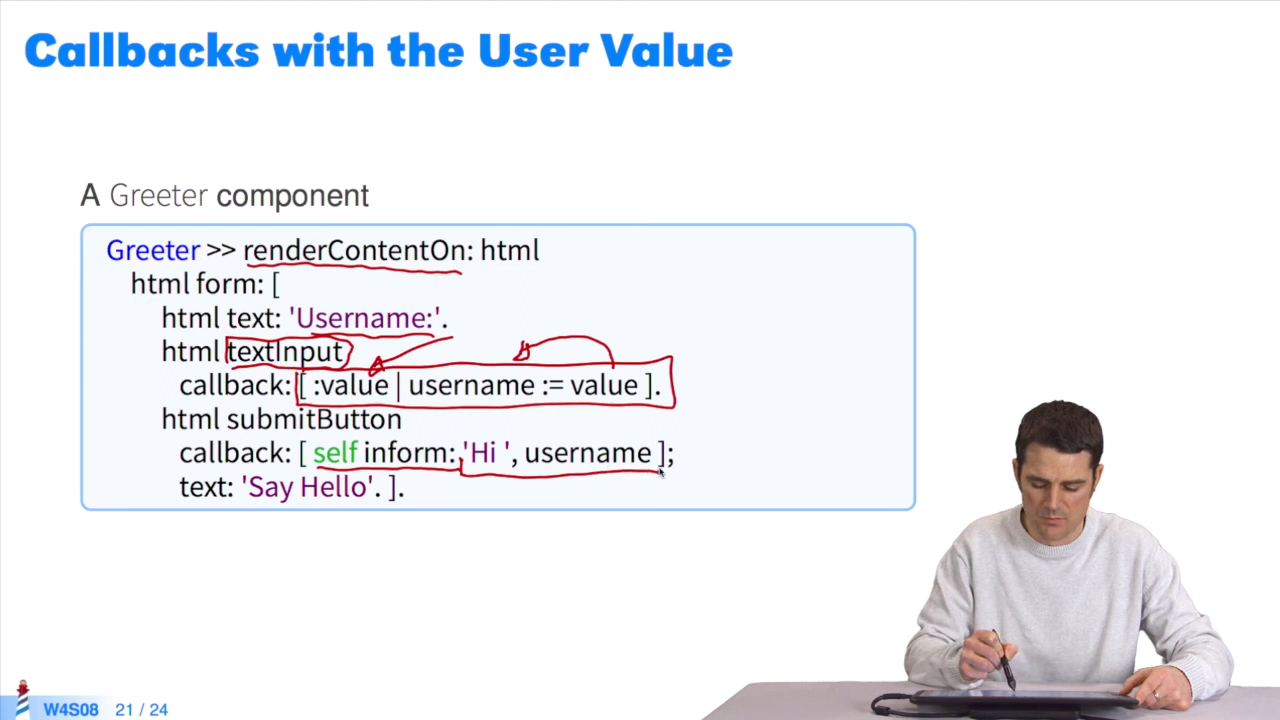 Callbacks with the User Value
A Greeter component
Greeter >> renderContentOn: html
html form: [
html text: 'Username:'.
html textInput
callback: [ :value | username := value ].
html submitButton
callback: [ self inform: 'Hi ', username ];
text: 'Say Hello'. ].
W4S08 21 / 24